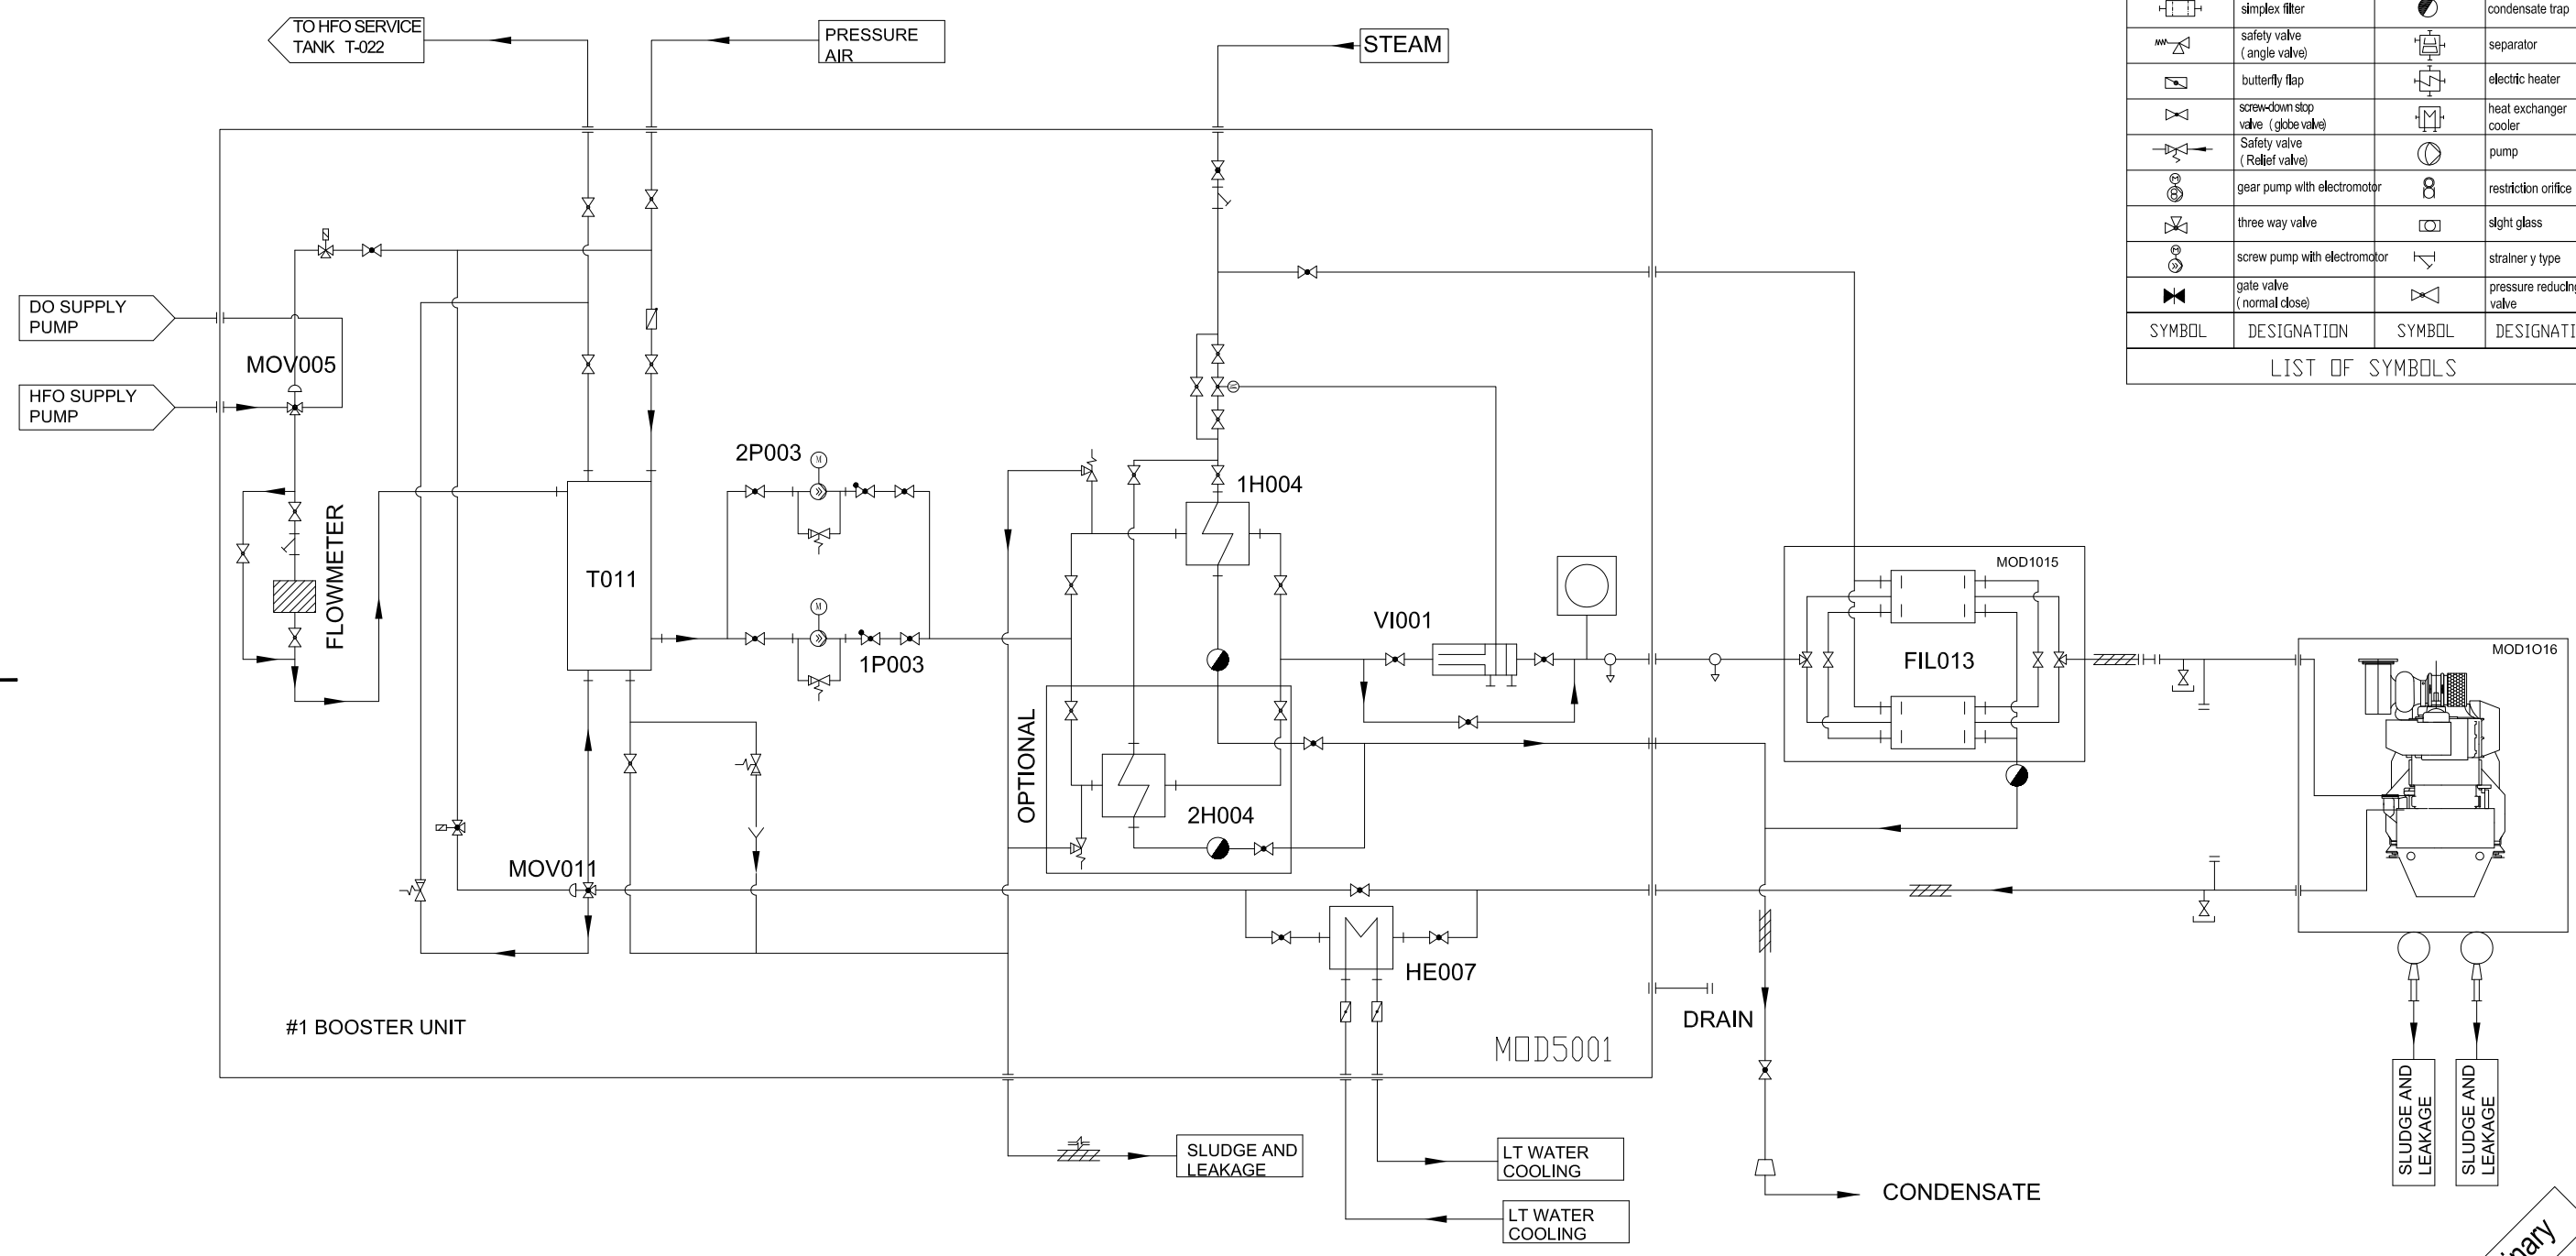 TO HFO SERVICE
TANK T-022
PRESSURE
AIR
STEAM
DO SUPPLY
PUMP
HFO SUPPLY
PUMP
MOV005
FLOWMETER
T011
2P003
M
M
1P003
1H004
OPTIONAL
2H004
VI001
MOV011
HE007
#1 BOOSTER UNIT
MOD5001
DRAIN
MOD1015
FIL013
MOD1O16
SLUDGE AND
LEAKAGE
SLUDGE AND
LEAKAGE
SLUDGE AND
LEAKAGE
LT WATER
COOLING
LT WATER
COOLING
CONDENSATE
simplex filter
condensate trap
safety valve
( angle valve)
separator
butterfly flap
electric heater
screw-down stop
valve ( globe valve)
heat exchanger
cooler
Safety valve
( Relief valve)
pump
gear pump with electromotor
restriction orifice
three way valve
sight glass
screw pump with electromotor
strainer y type
gate valve
( normal close)
pressure reducing
valve
SYMBOL DESIGNATION SYMBOL DESIGNATI
LIST OF SYMBOLS
inary